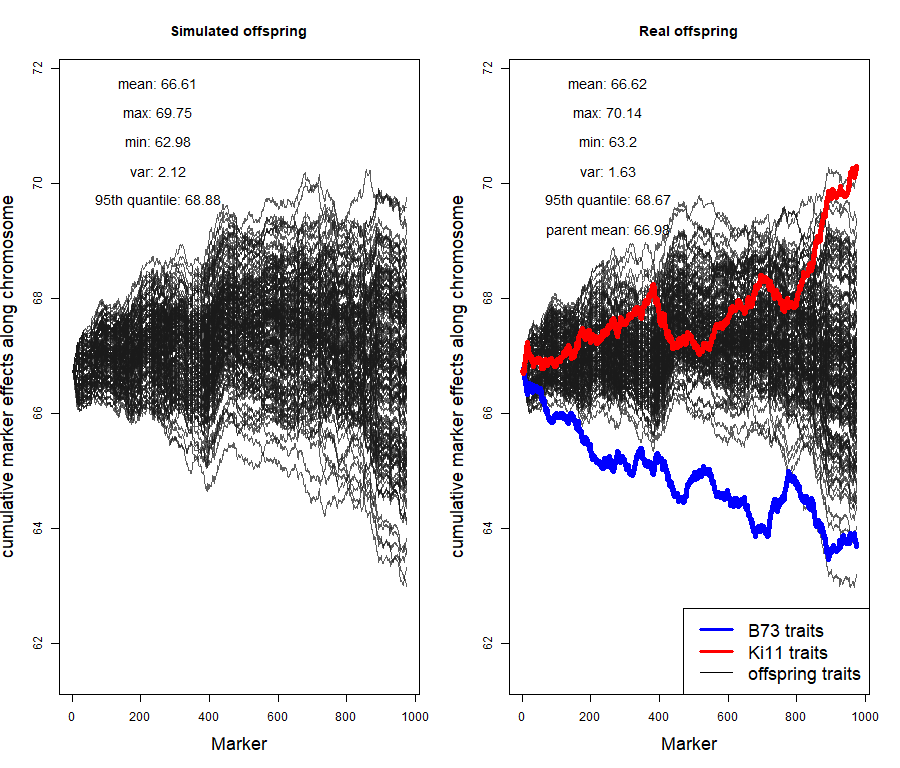 Simulated offspring
mean: 66.61
max: 69.75
min: 62.98
var: 2.12
95th quantile: 68.88
cumulative marker effects along chromosome
72
70
68
66
64
62
0 200 400 600 800 1000
Marker
Real offspring
mean: 66.62
max: 70.14
min: 63.2
var: 1.63
95th quantile: 68.67
parent mean: 66.98
cumulative marker effects along chromosome
72
70
68
66
64
62
B73 traits
Ki11 traits
offspring traits
0 200 400 600 800 1000
Marker